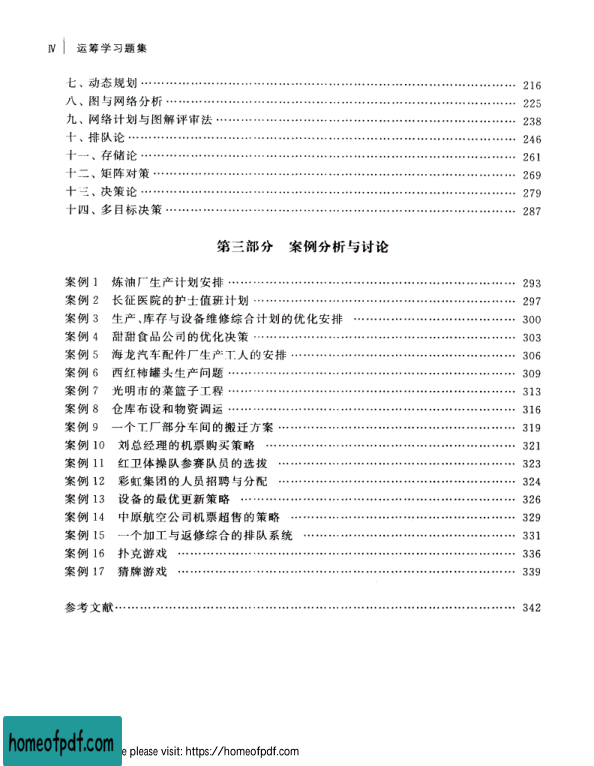 Ⅳ | 运筹学习题集
七、动态规划 …… 216
八、图与网络分析 …… 225
九、网络计划与图解评审法 …… 238
十、排队论 …… 246
十一、存储论 …… 261
十二、矩阵对策 …… 269
十三、决策论 …… 279
十四、多目标决策 …… 287
第三部分 案例分析与讨论
案例 1 炼油厂生产计划安排 …… 293
案例 2 长征医院的护士值班计划 …… 297
案例 3 生产、库存与设备维修综合计划的优化安排 …… 300
案例 4 甜甜食品公司的优化决策 …… 303
案例 5 海龙汽车配件厂生产工人的安排 …… 306
案例 6 西红柿罐头生产问题 …… 309
案例 7 光明市的菜篮子工程 …… 313
案例 8 仓库布设和物资调运 …… 316
案例 9 一个工厂部分车间的搬迁方案 …… 319
案例 10 刘总经理的机票购买策略 …… 321
案例 11 红卫体操队参赛队员的选拔 …… 323
案例 12 彩虹集团的人员招聘与分配 …… 324
案例 13 设备的最优更新策略 …… 326
案例 14 中原航空公司机票超售的策略 …… 329
案例 15 一个加工与返修综合的排队系统 …… 331
案例 16 扑克游戏 …… 336
案例 17 猜牌游戏 …… 339
参考文献 …… 342
homeofpdf.com
e please visit: https://homeofpdf.com